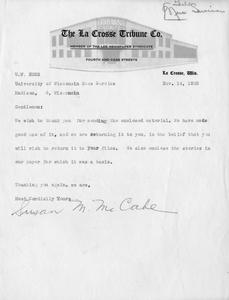 The La Crosse Tribune Co.
MEMBER OF LEE NEWSPAPER SYNDICATE
FOURTH AND CASS STREETS
La Crosse, Wis.
University of Wisconsin News Service
Madison, 6, Wisconsin
Gentlemen:
We wish to thank you for sending the enclosed material. We have made
good use of it, and we are returning it to you, in the belief that you
will wish to return it to your files. We also enclose the stories in
our paper for which it was a basis.
Thanking you again, we are,
Most Cordially Yours,
Susan M. McCabe